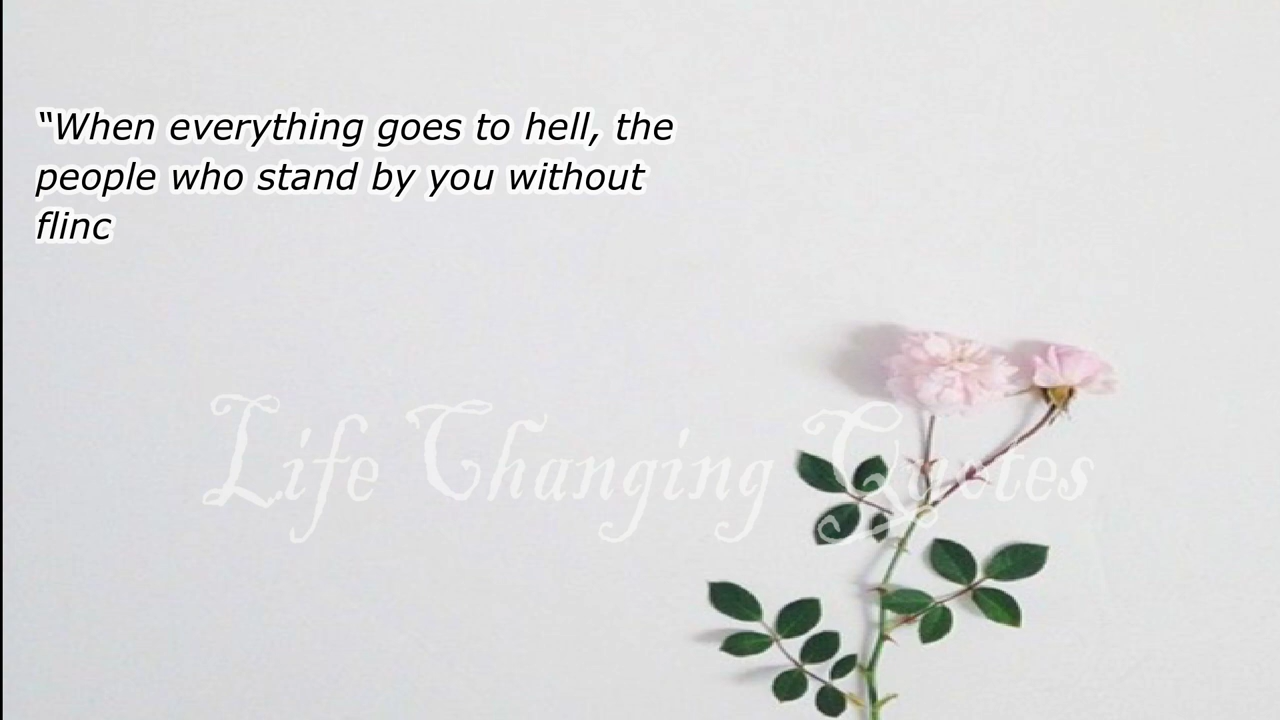 “When everything goes to hell, the
people who stand by you without
flinc
Life Changing Quotes